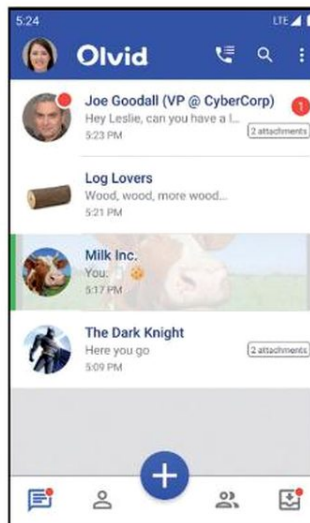 5:24 LTE
Olvid
Joe Goodall (VP @ CyberCorp) 1
Hey Leslie, can you have a l...
5:23 PM 2 attachments
Log Lovers
Wood, wood, more wood...
5:21 PM
Milk Inc.
You: 🍪
5:17 PM
The Dark Knight
Here you go 2 attachments
5:09 PM